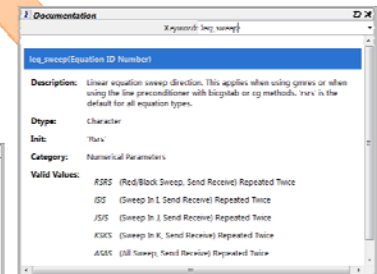 Documentation
Keyword: leq_sweep
leq_sweep(Equation ID Number)
Description: Linear equation sweep direction. This applies when using gmres or when
using the line preconditioner with bicgstab or cg methods. 'rsrs' is the
default for all equation types.
Dtype: Character
Init: 'Rsrs'
Category: Numerical Parameters
Valid Values:
RSRS (Red/Black Sweep, Send Receive) Repeated Twice
ISIS (Sweep In I, Send Receive) Repeated Twice
JSJS (Sweep In J, Send Receive) Repeated Twice
KSKS (Sweep In K, Send Receive) Repeated Twice
ASAS (All Sweep, Send Receive) Repeated Twice